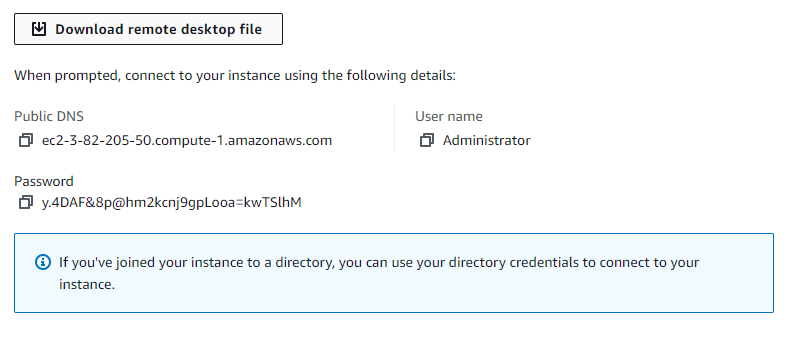 Download remote desktop file
When prompted, connect to your instance using the following details:
Public DNS
ec2-3-82-205-50.compute-1.amazonaws.com
User name
Administrator
Password
y.4DAF&8p@hm2kcnj9gpLooa=kwTSlhM
If you've joined your instance to a directory, you can use your directory credentials to connect to your
instance.